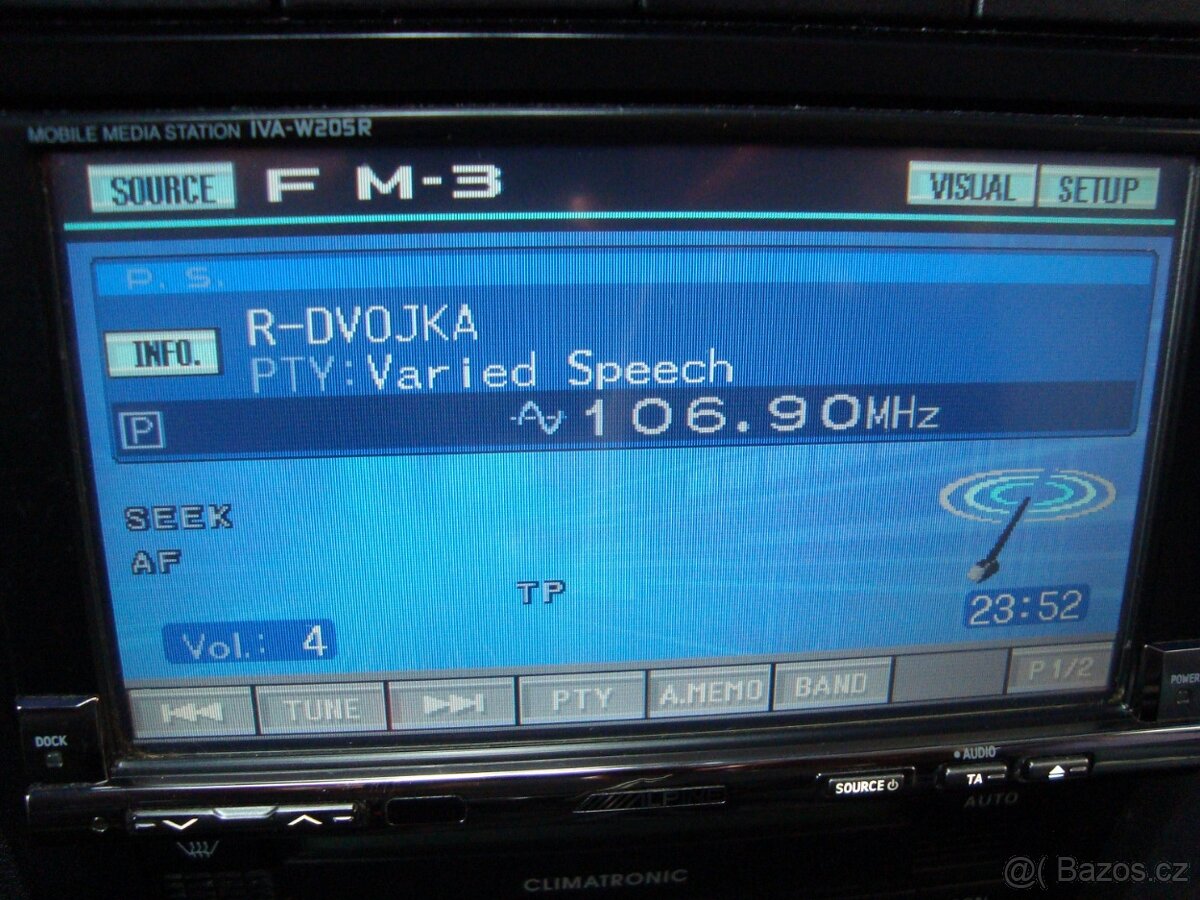 MOBILE MEDIA STATION IVA-W205R
SOURCE FM-3 VISUAL SETUP
P.S.
INFO. R-DVOJKA
PTY:Varied Speech
P 106.90MHz
SEEK
AF
TP
23:52
Vol.: 4
TUNE PTY A.MEMO BAND P1/2
POWER
DOCK
AUDIO
SOURCE TA
ALPINE AUTO
CLIMATRONIC
@( Bazos.cz